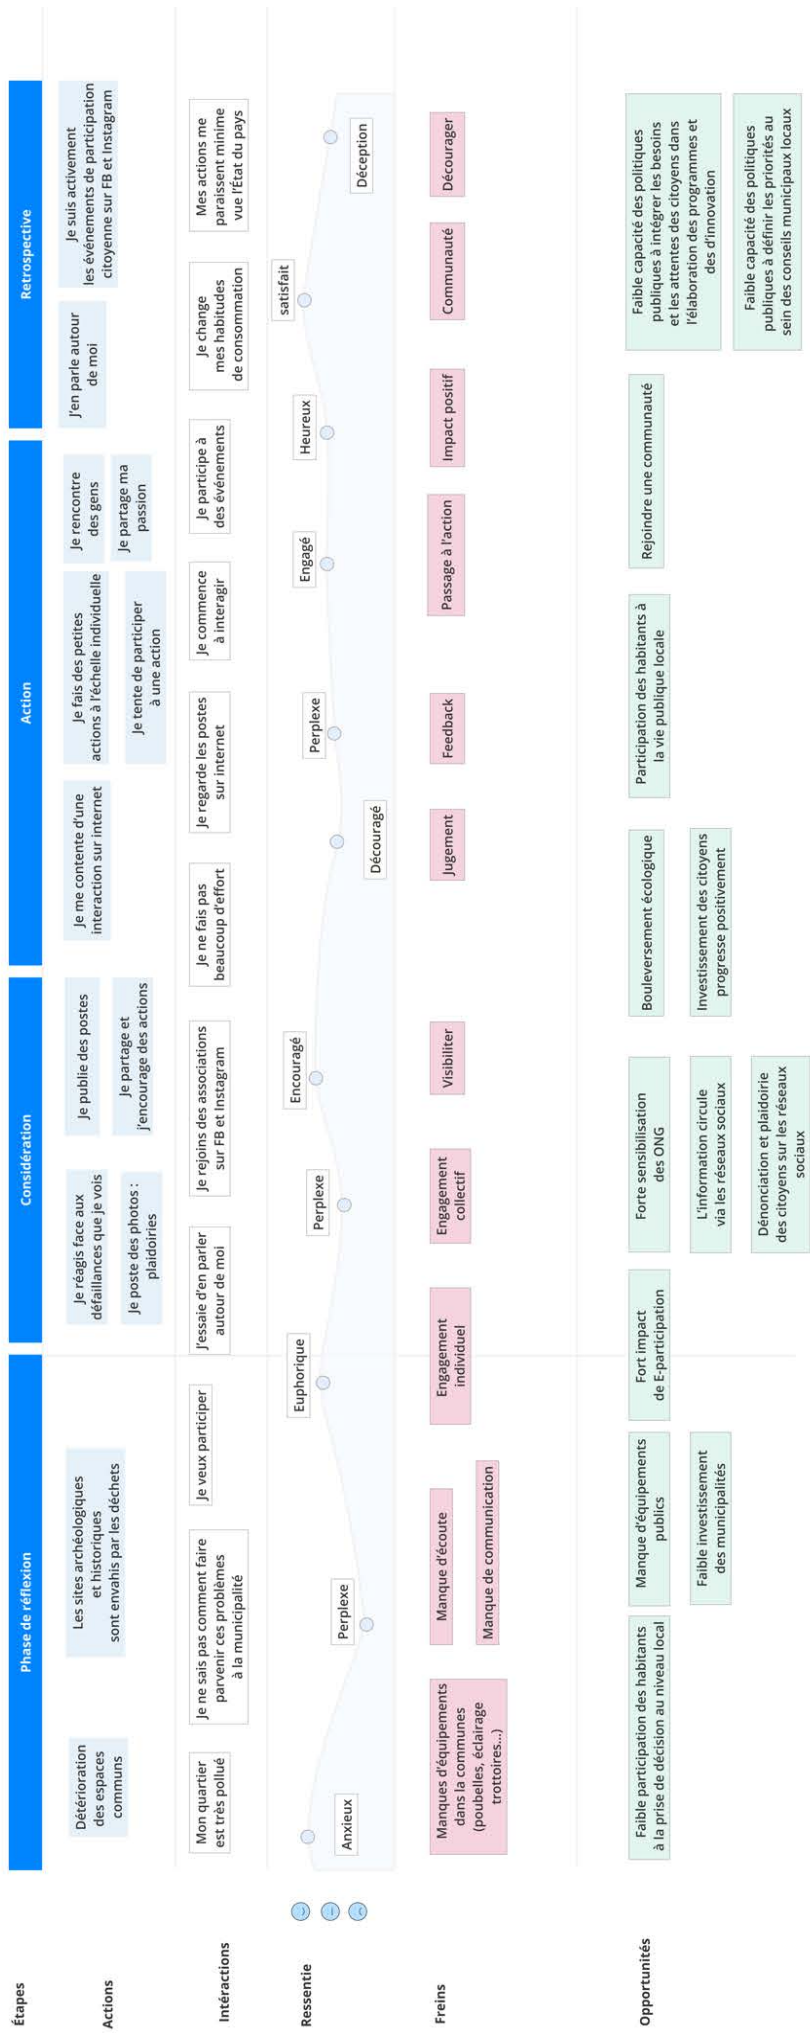 Étapes
Phase de réflexion
Considération
Action
Retrospective
Actions
Détérioration
des espaces
communs
Les sites archéologiques
et historiques
sont envahis par les déchets
Je réagis face aux
défaillances que je vois
Je poste des photos :
plaidoiries
Je publie des postes
Je partage et
j'encourage des actions
Je me contente d'une
interaction sur internet
Je fais des petites
actions à l'échelle individuelle
Je tente de participer
à une action
Je rencontre
des gens
Je partage ma
passion
J'en parle autour
de moi
Je suis activement
les événements de participation
citoyenne sur FB et Instagram
Intéractions
Mon quartier
est très pollué
Je ne sais pas comment faire
parvenir ces problèmes
à la municipalité
Je veux participer
J'essaie d'en parler
autour de moi
Je rejoins des associations
sur FB et Instagram
Je ne fais pas
beaucoup d'effort
Je regarde les postes
sur internet
Je commence
à interagir
Je participe à
des événements
Je change
mes habitudes
de consommation
Mes actions me
paraissent minime
vue l'État du pays
Ressentie
Anxieux
Perplexe
Euphorique
Perplexe
Encouragé
Découragé
Perplexe
Engagé
Heureux
satisfait
Déception
Freins
Manques d'équipements
dans la communes
(poubelles, éclairage
trottoires...)
Manque d'écoute
Manque de communication
Engagement
individuel
Engagement
collectif
Visibiliter
Jugement
Feedback
Passage à l'action
Impact positif
Communauté
Décourager
Opportunités
Faible participation des habitants
à la prise de décision au niveau local
Manque d'équipements
publics
Faible investissement
des municipalités
Fort impact
de E-participation
Forte sensibilisation
des ONG
L'information circule
via les réseaux sociaux
Dénonciation et plaidoirie
des citoyens sur les réseaux
sociaux
Bouleversement écologique
Investissement des citoyens
progresse positivement
Participation des habitants à
la vie publique locale
Rejoindre une communauté
Faible capacité des politiques
publiques à intégrer les besoins
et les attentes des citoyens dans
l'élaboration des programmes et
des d'innovation
Faible capacité des politiques
publiques à définir les priorités au
sein des conseils municipaux locaux